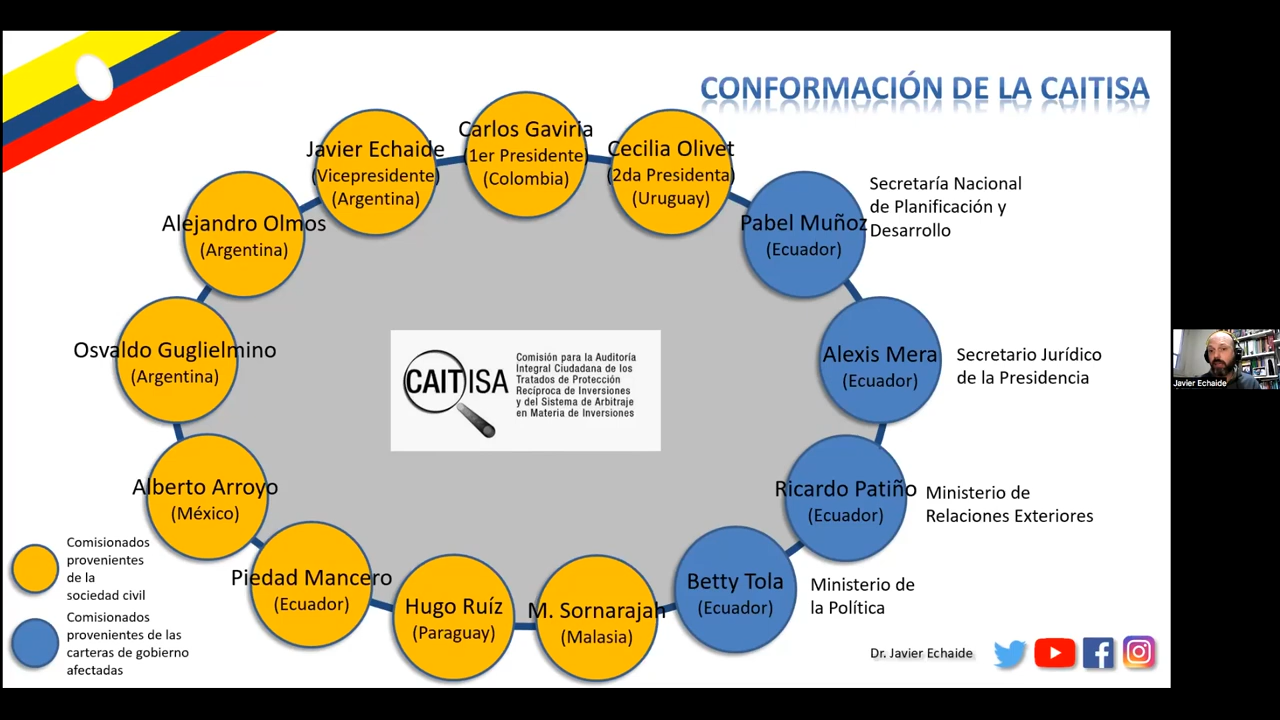 CONFORMACIÓN DE LA CAITISA
Carlos Gaviria
(1er Presidente)
(Colombia)
Cecilia Olivet
(2da Presidenta)
(Uruguay)
Pabel Muñoz
(Ecuador)
Secretaría Nacional
de Planificación y
Desarrollo
Alexis Mera
(Ecuador)
Secretario Jurídico
de la Presidencia
Ricardo Patiño
(Ecuador)
Ministerio de
Relaciones Exteriores
Betty Tola
(Ecuador)
Ministerio de
la Política
M. Sornarajah
(Malasia)
Hugo Ruíz
(Paraguay)
Piedad Mancero
(Ecuador)
Alberto Arroyo
(México)
Osvaldo Guglielmino
(Argentina)
Alejandro Olmos
(Argentina)
Javier Echaide
(Vicepresidente)
(Argentina)
CAITISA
Comisión para la Auditoría
Integral Ciudadana de los
Tratados de Protección
Recíproca de Inversiones
y del Sistema de Arbitraje
en Materia de Inversiones
Comisionados
provenientes
de la
sociedad civil
Comisionados
provenientes de las
carteras de gobierno
afectadas
Dr. Javier Echaide
Javier Echaide